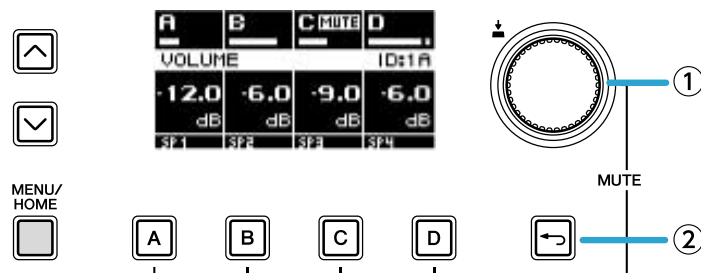 A B C MUTE D
VOLUME ID:1A
-12.0 -6.0 -9.0 -6.0
dB dB dB dB
SP1 SP2 SP3 SP4
1
MENU/
HOME
MUTE
A B C D
2